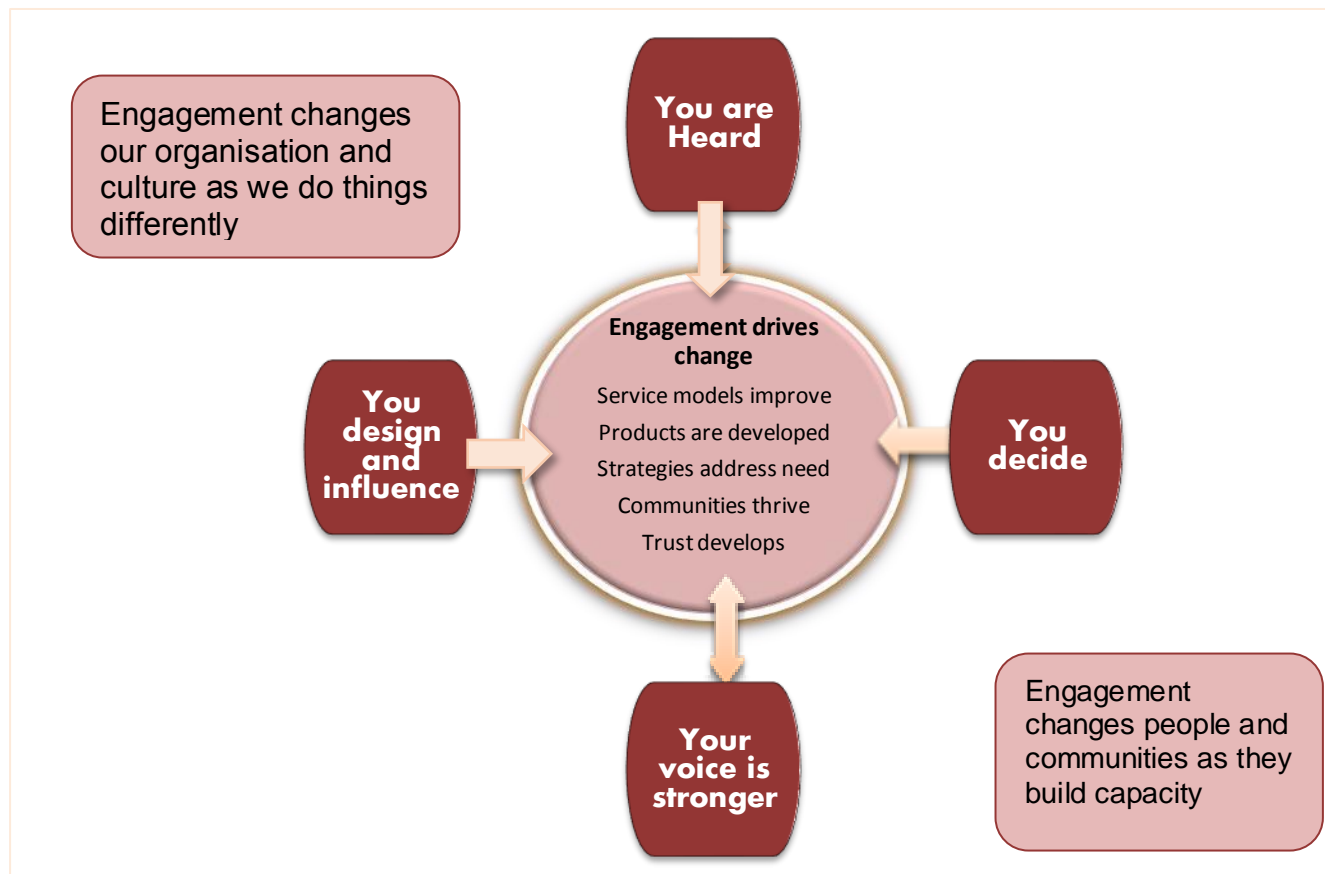 You are
Heard
Engagement changes
our organisation and
culture as we do things
differently
Engagement drives
change
Service models improve
Products are developed
Strategies address need
Communities thrive
Trust develops
You
design
and
influence
You
decide
Your
voice is
stronger
Engagement
changes people and
communities as they
build capacity